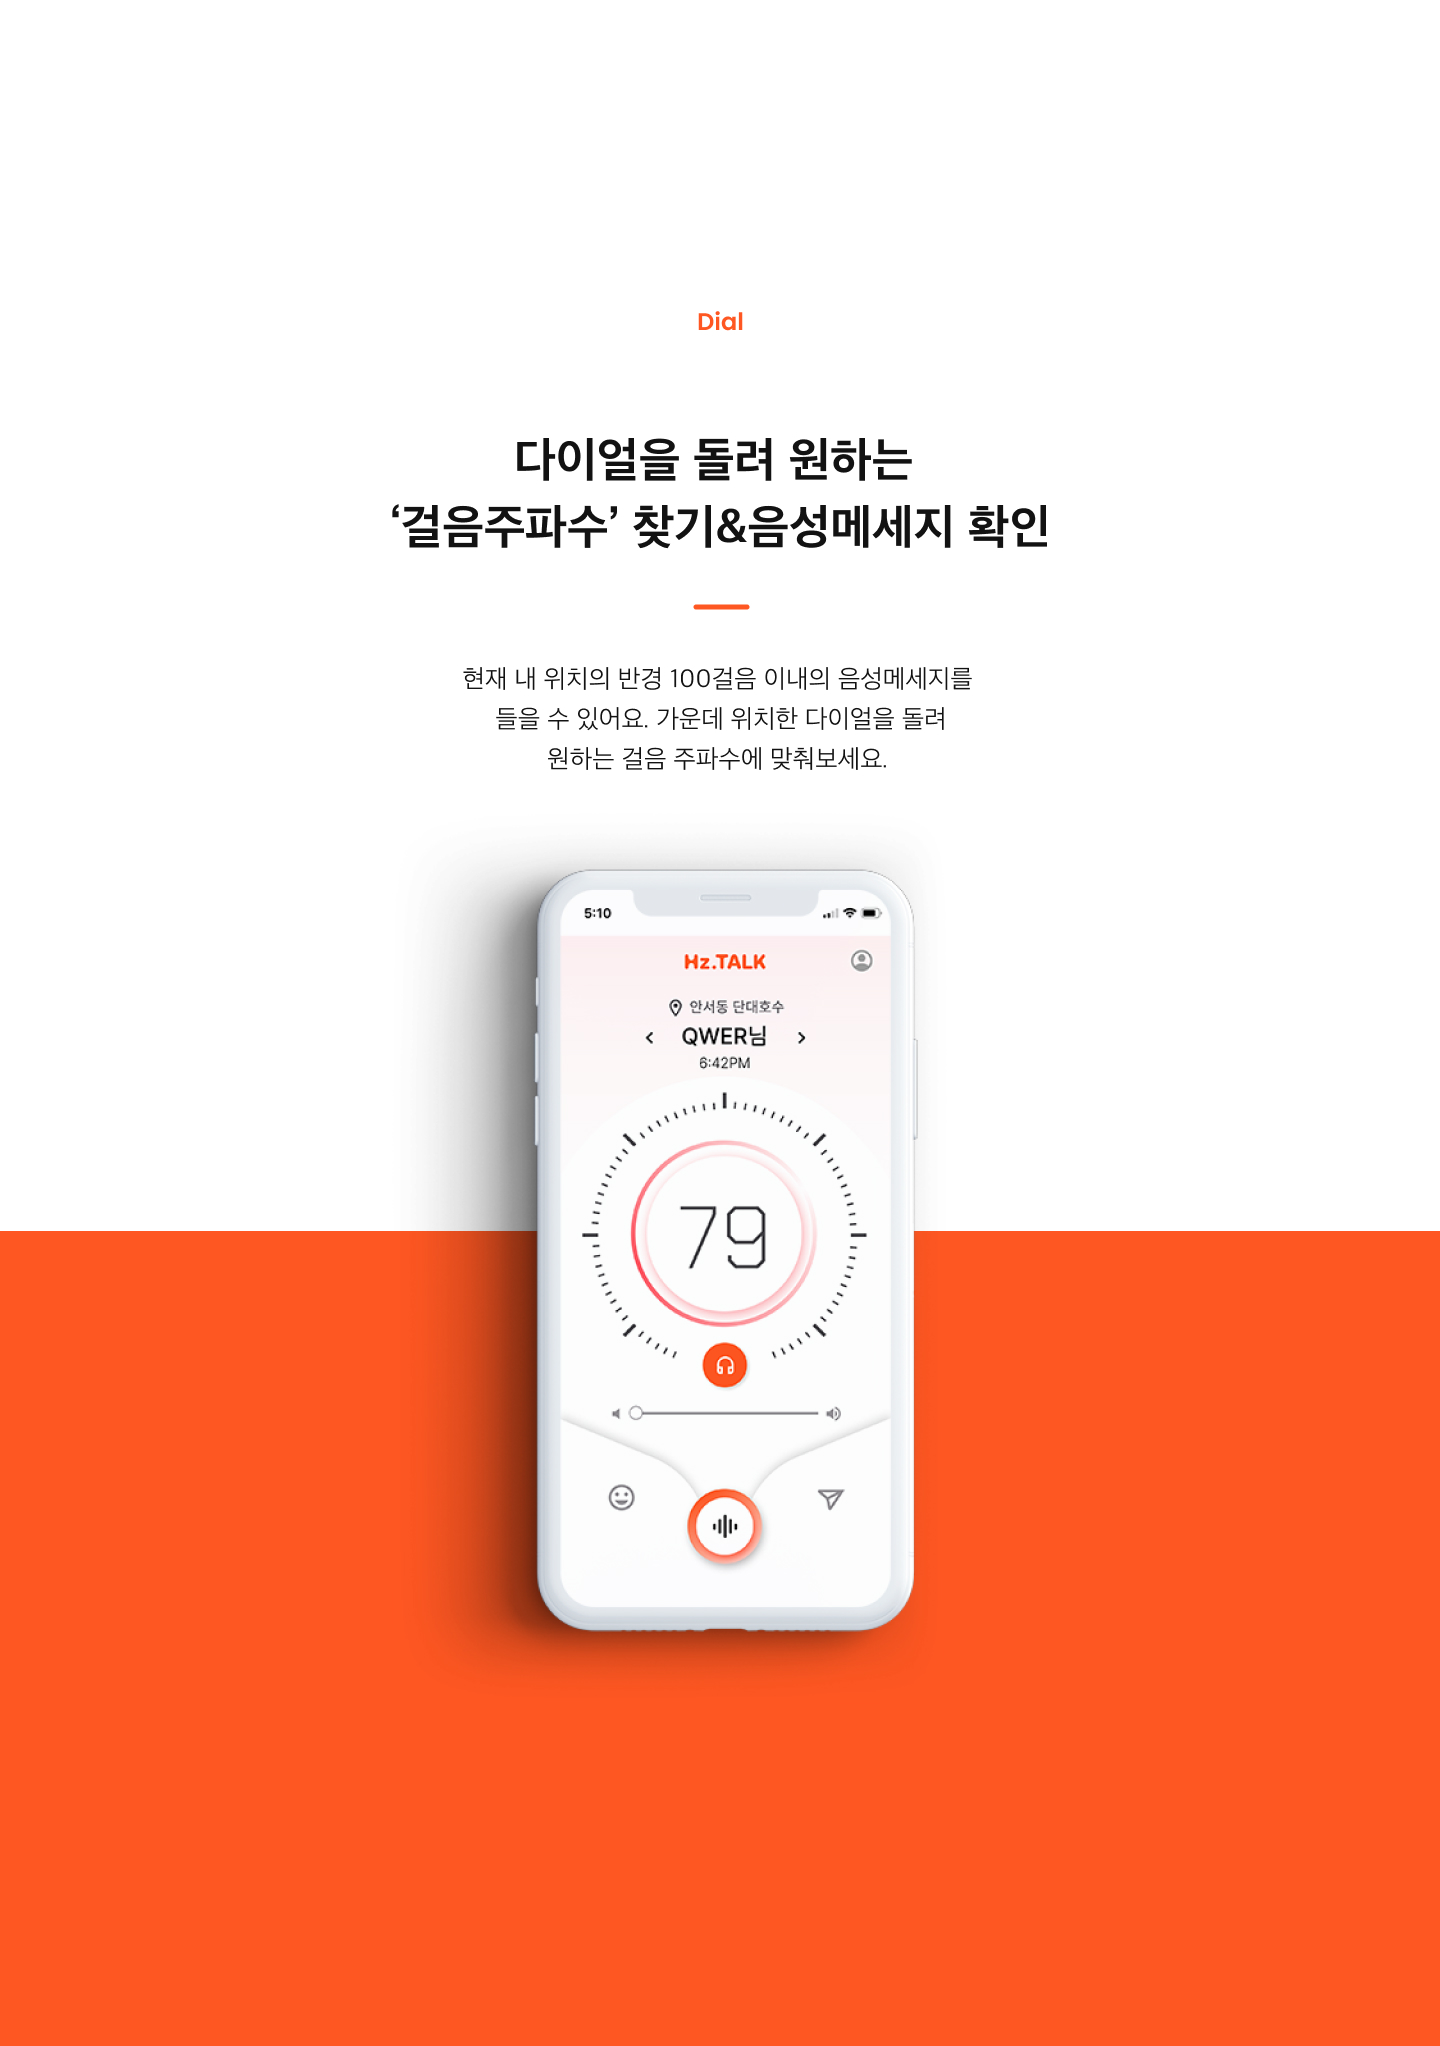 Dial
다이얼을 돌려 원하는
‘걸음주파수’ 찾기&음성메세지 확인
현재 내 위치의 반경 100걸음 이내의 음성메세지를
들을 수 있어요. 가운데 위치한 다이얼을 돌려
원하는 걸음 주파수에 맞춰보세요.
5:10
Hz.TALK
안서동 단대호수
QWER님
6:42PM
79